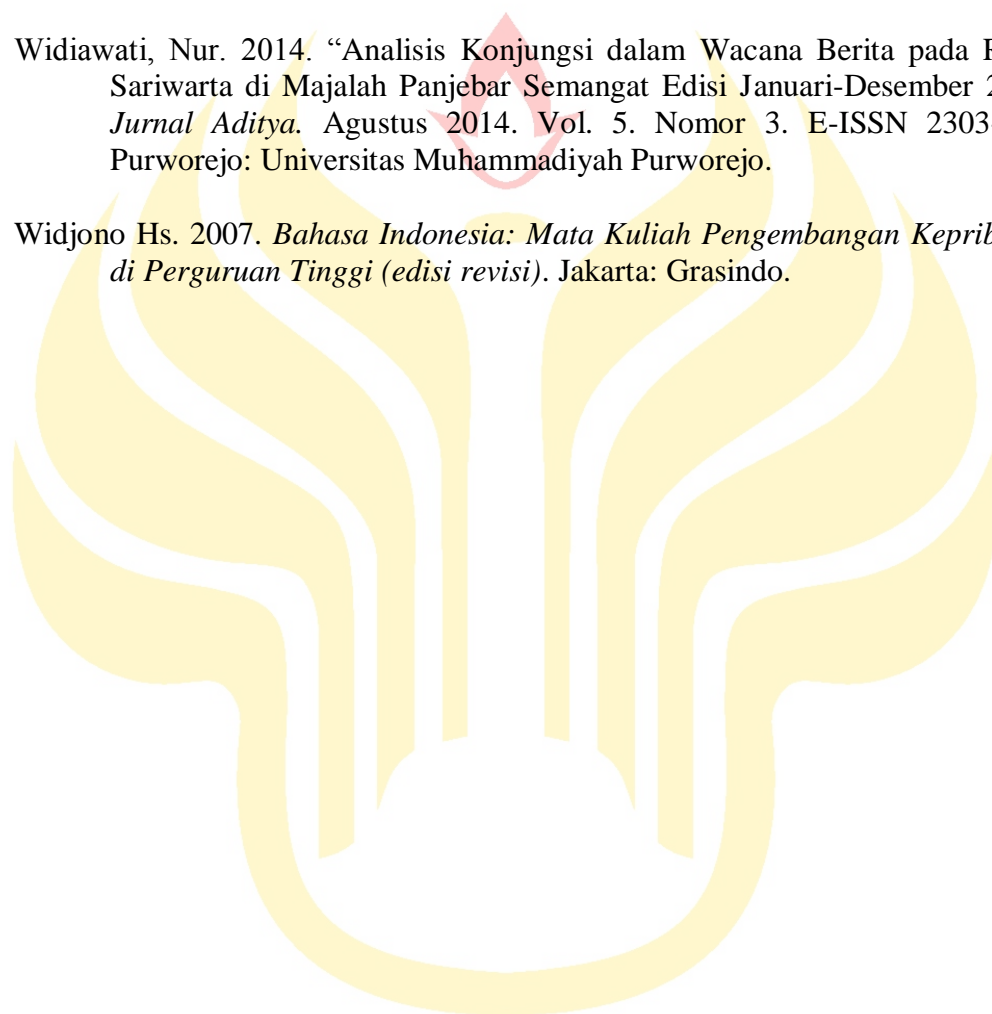 Widiawati, Nur. 2014. “Analisis Konjungsi dalam Wacana Berita pada
Sariwarta di Majalah Panjebar Semangat Edisi Januari-Desember
Jurnal Aditya. Agustus 2014. Vol. 5. Nomor 3. E-ISSN 2303-
Purworejo: Universitas Muhammadiyah Purworejo.
Widjono Hs. 2007. Bahasa Indonesia: Mata Kuliah Pengembangan
di Perguruan Tinggi (edisi revisi). Jakarta: Grasindo.